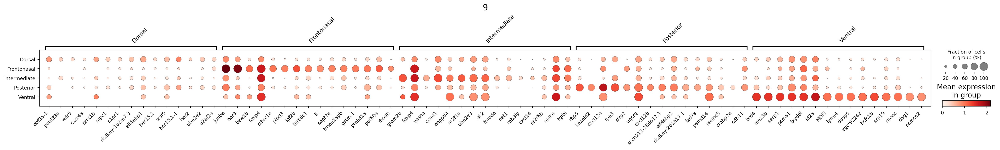 9
Dorsal
Frontonasal
Intermediate
Posterior
Ventral
Dorsal
Frontonasal
Intermediate
Posterior
Ventral
ebf3a-1
pou3f3b
wdr5
cxcr4a
prrx1b
mpc1
s1pr1
si:dkey-102m7.3
eif4ebp1
her15.1
srsf9
her15.1-1
her2
ube2e2
u2af2a
junba
her9
bzw1b
foxp4
cthrc1a
plod3
igf2b
tnrc6c1
ik
sept7a
trnau1apb
gstm.1
prelid1a
puf60a
rhoub
grem2b
foxp4
vasna
ccnd1
angptl4
nr2f1b
ube2e3
ak2
fmoda
net1
rab3ip
cxcl14
nr2f6b
mdka
tgfbi
rbp5
kazald2
cxcl12a
rpa3
sfrp2
uqcrq
cxcl12b
si:ch211-286o17.1
eif4ebp2
si:dkey-261h17.1
fzd7a
psmd14
serinc5
crabp2a
cdh11
brd4
mex3b
serp1
psma1
fxyd6l
id2a
MDFI
lyrm4
dusp5
zgc:92242
hcfc1b
srp19
rhoac
dag1
nsmce2
Fraction of cells
in group (%)
20 40 60 80 100
Mean expression
in group
0 1 2